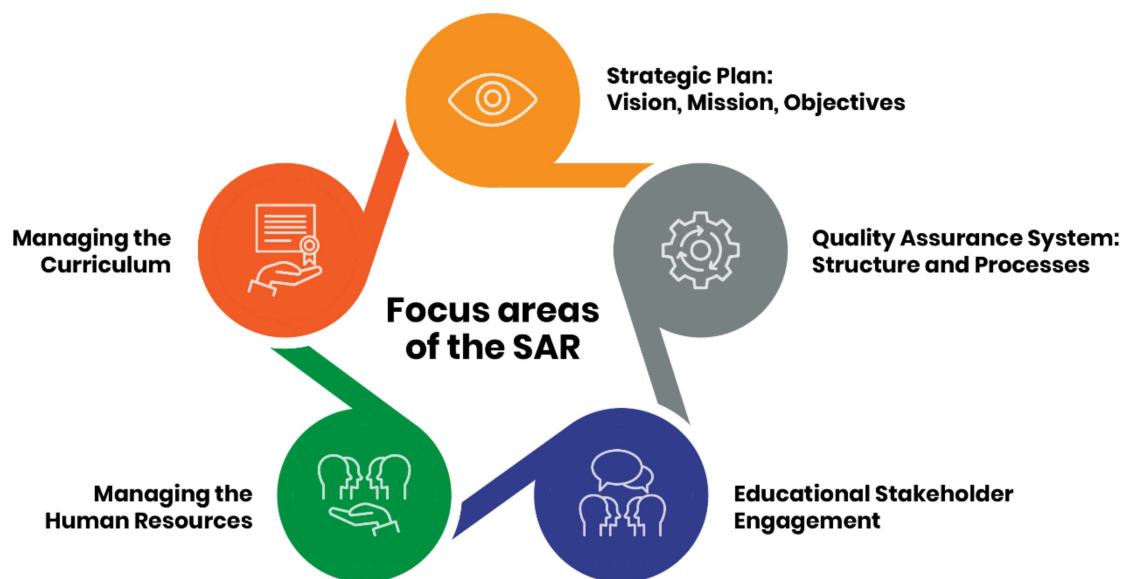 Strategic Plan:
Vision, Mission, Objectives
Quality Assurance System:
Structure and Processes
Educational Stakeholder
Engagement
Managing the
Human Resources
Managing the
Curriculum
Focus areas
of the SAR